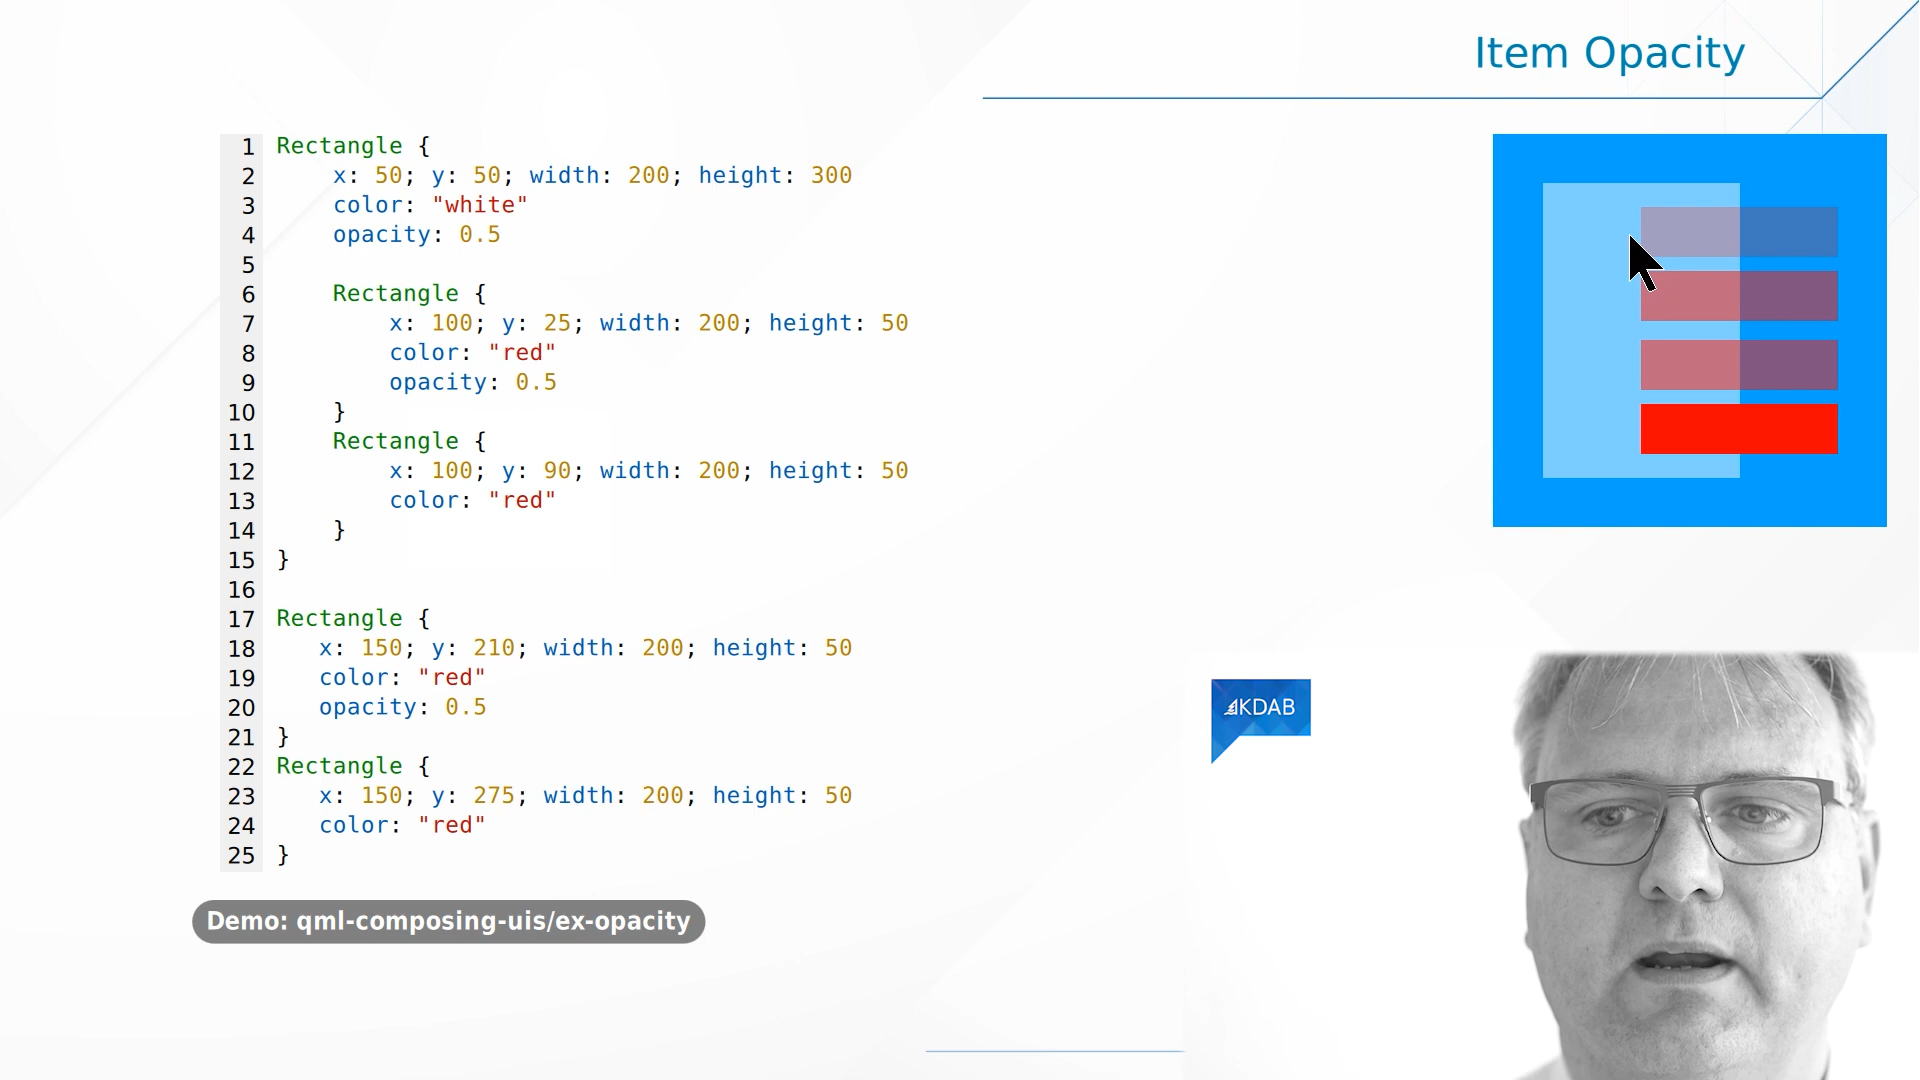 Item Opacity
1 Rectangle {
2     x: 50; y: 50; width: 200; height: 300
3     color: "white"
4     opacity: 0.5
5
6     Rectangle {
7         x: 100; y: 25; width: 200; height: 50
8         color: "red"
9         opacity: 0.5
10     }
11     Rectangle {
12         x: 100; y: 90; width: 200; height: 50
13         color: "red"
14     }
15 }
16
17 Rectangle {
18    x: 150; y: 210; width: 200; height: 50
19    color: "red"
20    opacity: 0.5
21 }
22 Rectangle {
23    x: 150; y: 275; width: 200; height: 50
24    color: "red"
25 }
KDAB
Demo: qml-composing-uis/ex-opacity